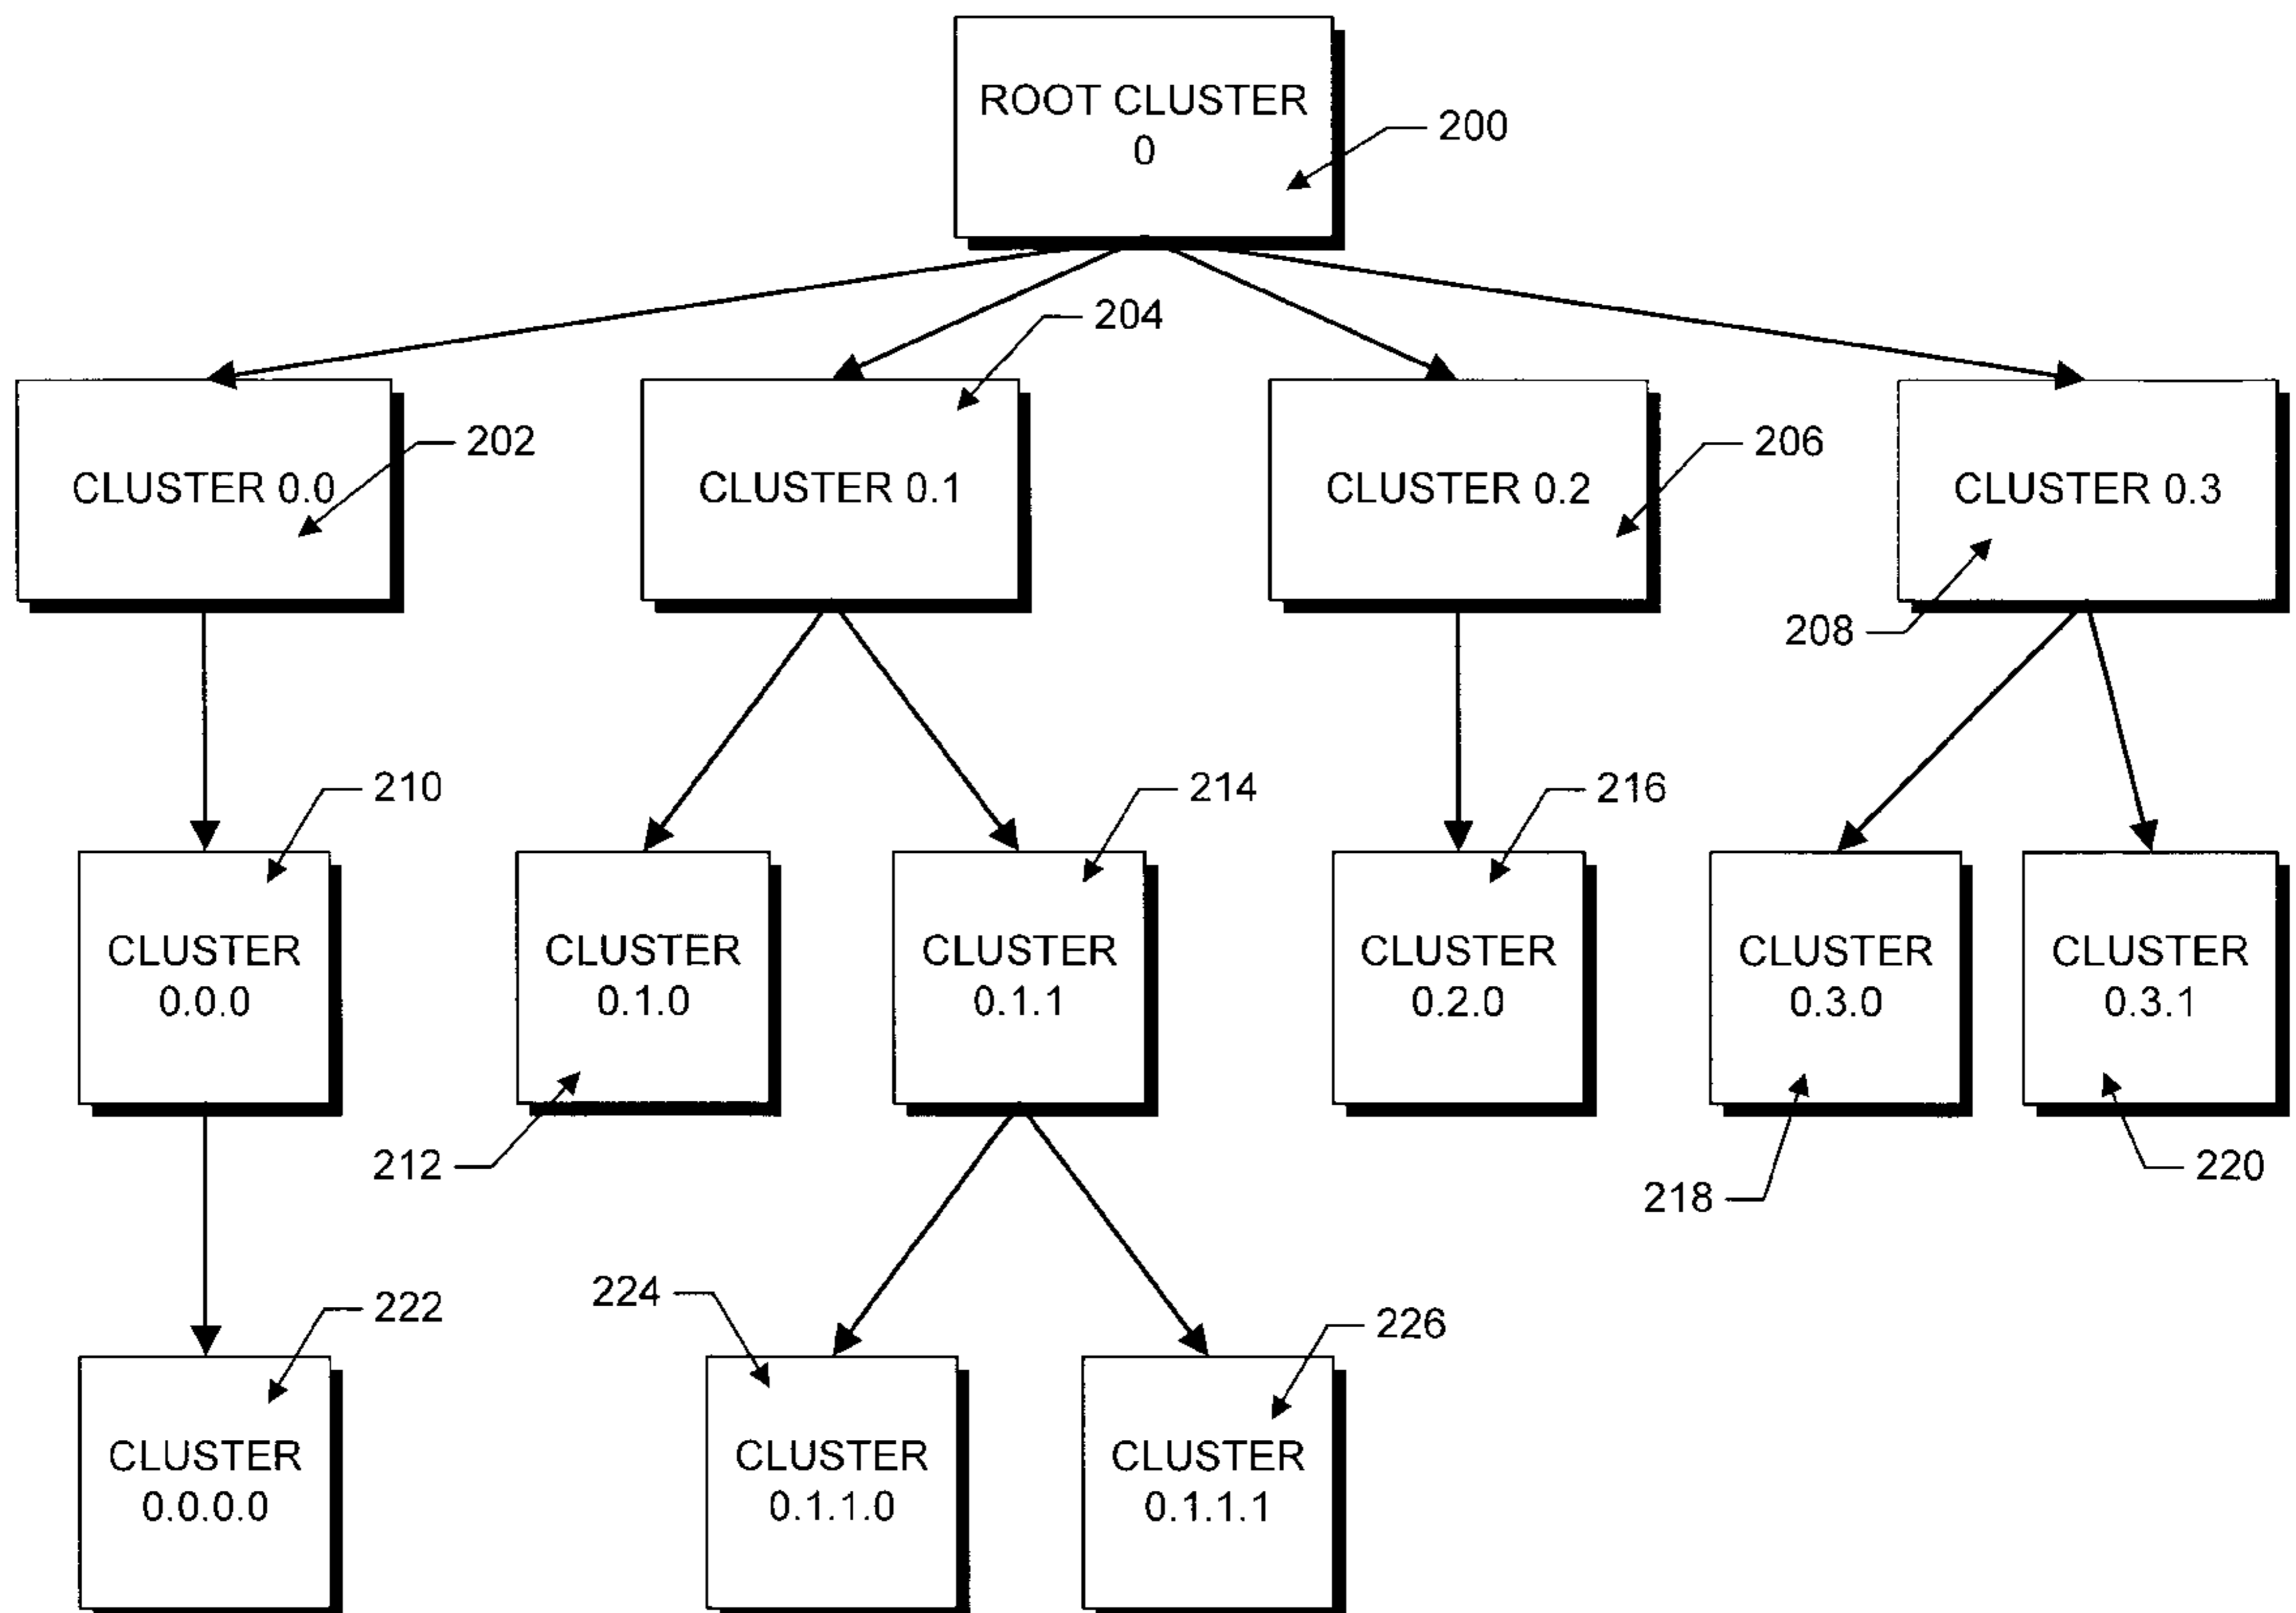 ROOT CLUSTER
0
200
204
202
CLUSTER 0.0
CLUSTER 0.1
206
CLUSTER 0.2
CLUSTER 0.3
208
210
214
216
CLUSTER
0.0.0
CLUSTER
0.1.0
CLUSTER
0.1.1
CLUSTER
0.2.0
CLUSTER
0.3.0
CLUSTER
0.3.1
212
218
220
222
224
226
CLUSTER
0.0.0.0
CLUSTER
0.1.1.0
CLUSTER
0.1.1.1